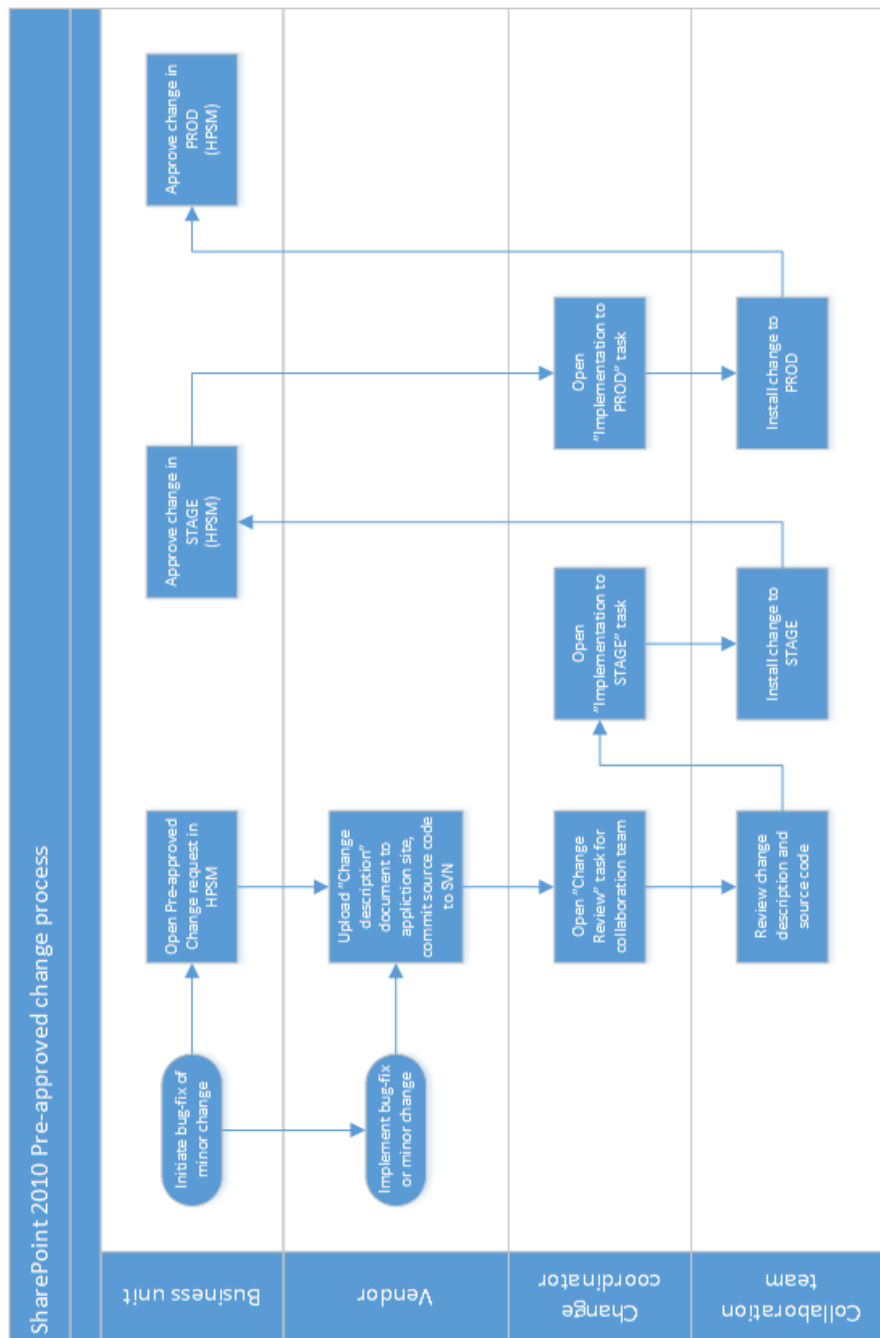 SharePoint 2010 Pre-approved change process
Business unit
Initiate bug-fix of
minor change
Open Pre-approved
Change request in
HPSM
Approve change in
STAGE
(HPSM)
Approve change in
PROD
(HPSM)
Vendor
Implement bug-fix
or minor change
Upload ”Change
description”
document to
appliction site,
commit source code
to SVN
Change
coordinator
Open ”Change
Review” task for
collaboration team
Open
”Implementation to
STAGE” task
Open
”Implementation to
PROD” task
Collaboration
team
Review change
description and
source code
Install change to
STAGE
Install change to
PROD